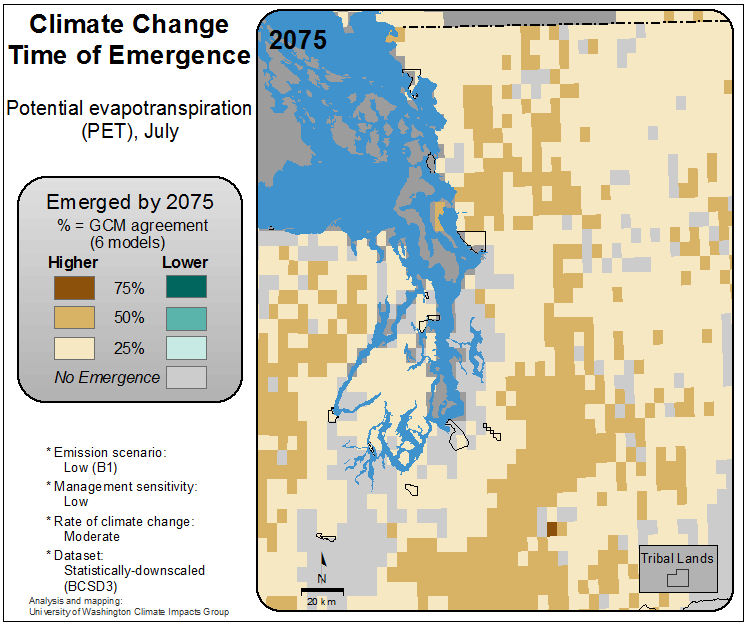 Climate Change
Time of Emergence
Potential evapotranspiration
(PET), July
Emerged by 2075
% = GCM agreement
(6 models)
Higher Lower
75%
50%
25%
No Emergence
* Emission scenario:
Low (B1)
* Management sensitivity:
Low
* Rate of climate change:
Moderate
* Dataset:
Statistically-downscaled
(BCSD3)
Analysis and mapping:
University of Washington Climate Impacts Group
2075
N
20 km
Tribal Lands